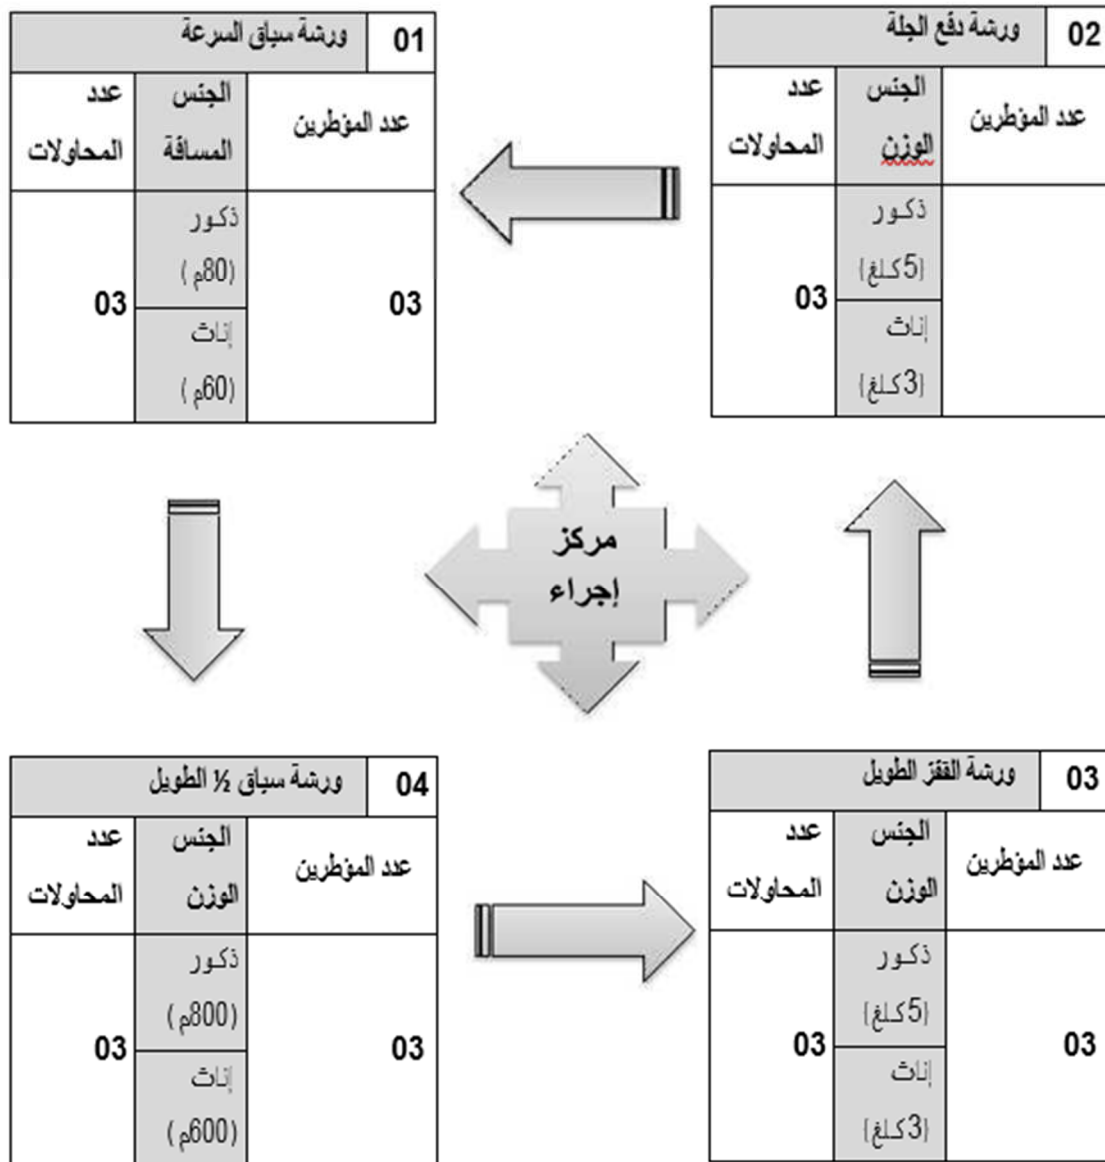 01 ورشة سباق السرعة
عدد المؤطرين
الجنس
المسافة
عدد
المحاولات
03
ذكور
(80م)
إناث
(60م)
03
02 ورشة دفع الجلة
عدد المؤطرين
الجنس
الوزن
عدد
المحاولات
ذكور
(5كلغ)
إناث
(3كلغ)
03
مركز
إجراء
04 ورشة سباق ½ الطويل
عدد المؤطرين
الجنس
الوزن
عدد
المحاولات
03
ذكور
(800م)
إناث
(600م)
03
03 ورشة القفز الطويل
عدد المؤطرين
الجنس
الوزن
عدد
المحاولات
03
ذكور
(5كلغ)
إناث
(3كلغ)
03